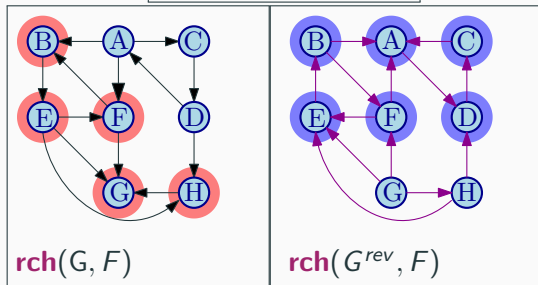 B A C
E F D
G H
rch(G, F)
B A C
E F D
G H
rch(G^rev, F)